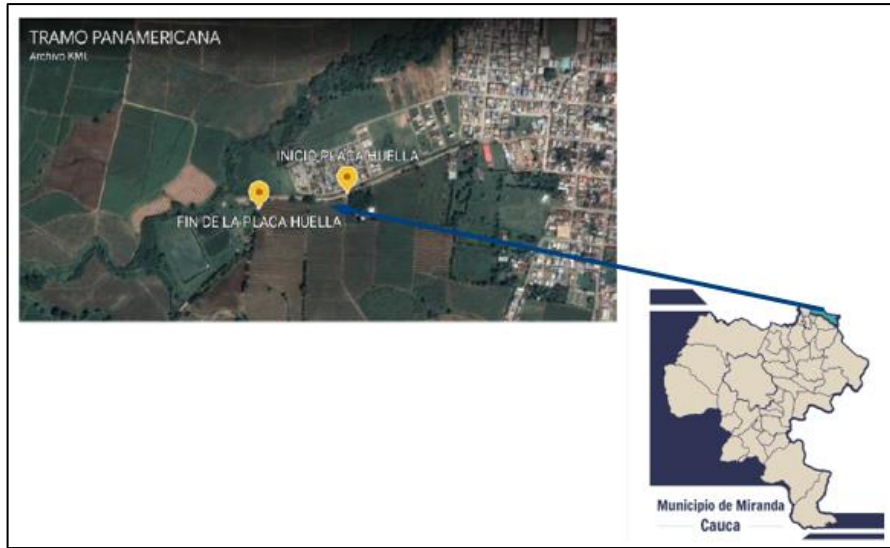 TRAMO PANAMERICANA
Archivo KML
INICIO PLACA HUELLA
FIN DE LA PLACA HUELLA
Municipio de Miranda
Cauca